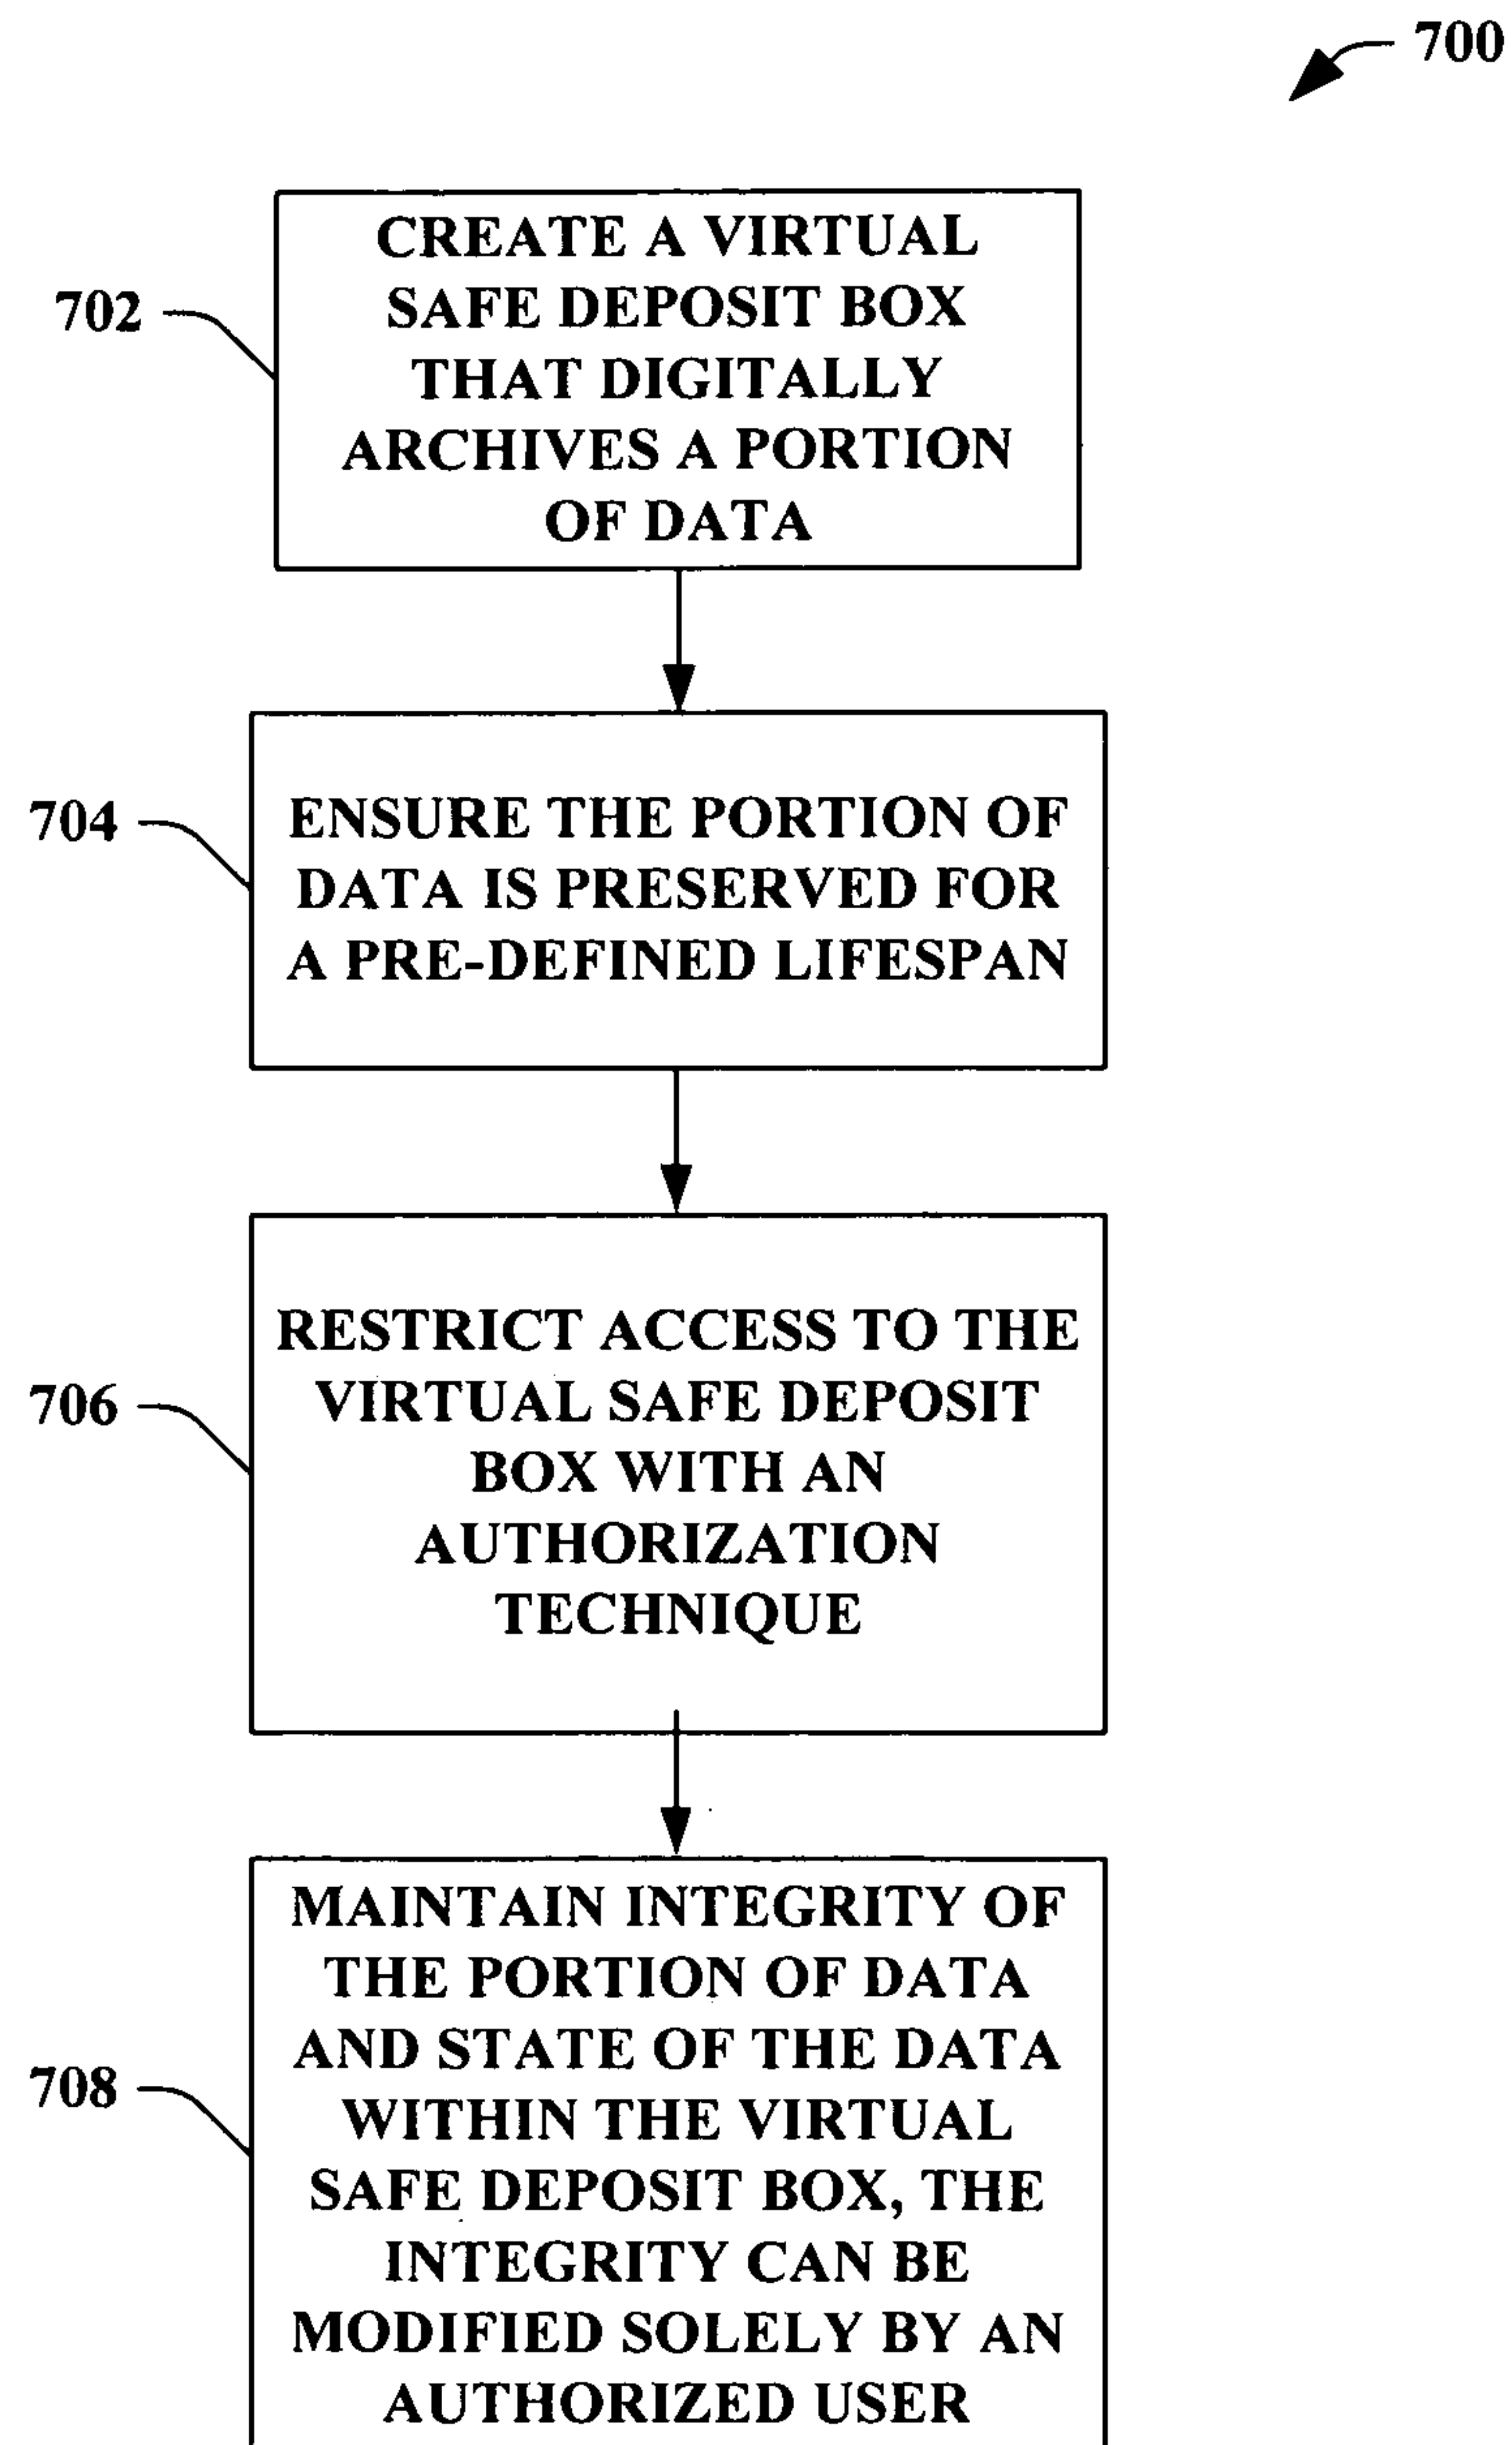 700
702
CREATE A VIRTUAL
SAFE DEPOSIT BOX
THAT DIGITALLY
ARCHIVES A PORTION
OF DATA
704
ENSURE THE PORTION OF
DATA IS PRESERVED FOR
A PRE-DEFINED LIFESPAN
706
RESTRICT ACCESS TO THE
VIRTUAL SAFE DEPOSIT
BOX WITH AN
AUTHORIZATION
TECHNIQUE
708
MAINTAIN INTEGRITY OF
THE PORTION OF DATA
AND STATE OF THE DATA
WITHIN THE VIRTUAL
SAFE DEPOSIT BOX, THE
INTEGRITY CAN BE
MODIFIED SOLELY BY AN
AUTHORIZED USER